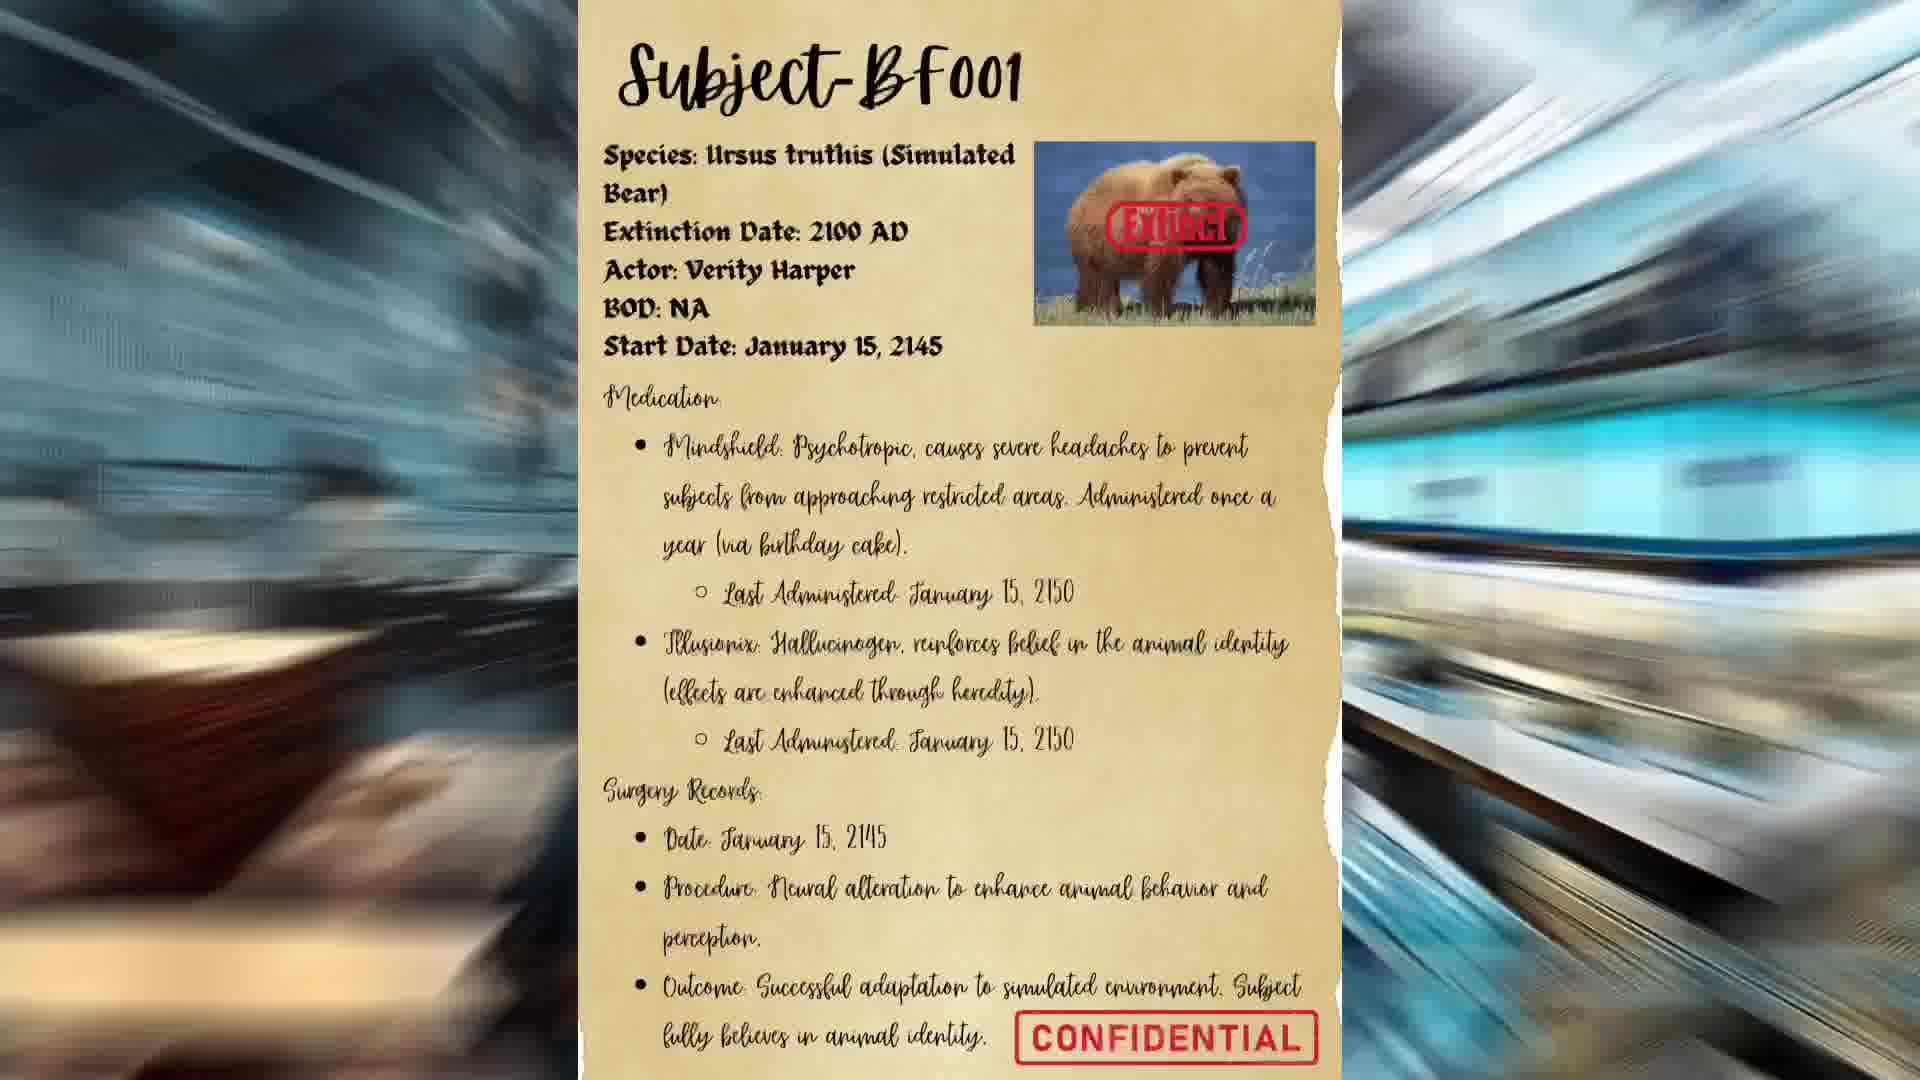 Subject-BF001
Species: Ursus truthis (Simulated
Bear)
Extinction Date: 2100 AD
Actor: Verity Harper
BOD: NA
Start Date: January 15, 2145
EXTINCT
Medication:
• Mindshield: Psychotropic, causes severe headaches to prevent
subjects from approaching restricted areas. Administered once a
year (via birthday cake).
○ Last Administered: January 15, 2150
• Illusionix: Hallucinogen, reinforces belief in the animal identity
(effects are enhanced through heredity).
○ Last Administered: January 15, 2150
Surgery Records:
• Date: January 15, 2145
• Procedure: Neural alteration to enhance animal behavior and
perception.
• Outcome: Successful adaptation to simulated environment. Subject
fully believes in animal identity.
CONFIDENTIAL